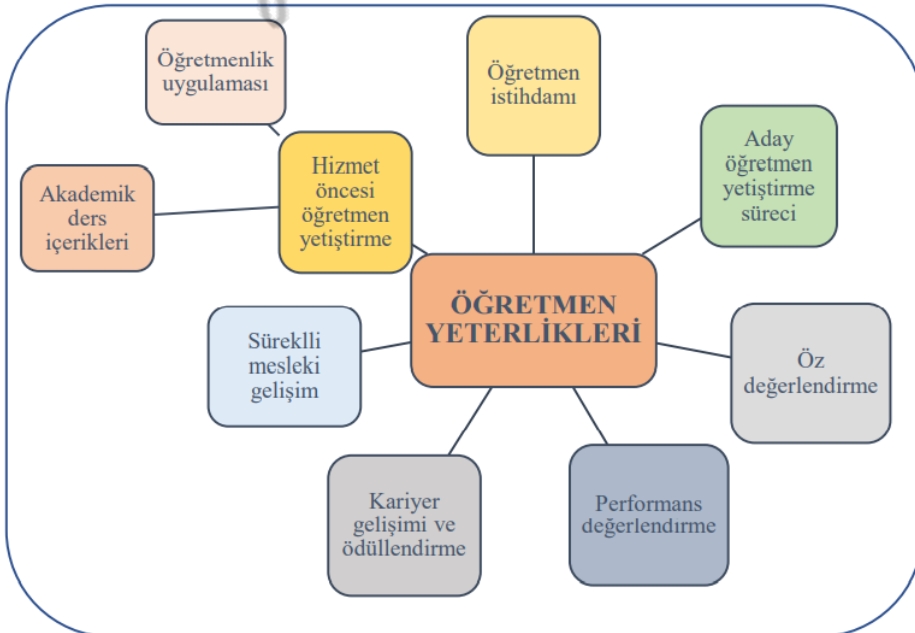 Öğretmenlik
uygulaması
Öğretmen
istihdamı
Aday
öğretmen
yetiştirme
süreci
Hizmet
öncesi
öğretmen
yetiştirme
Akademik
ders
içerikleri
ÖĞRETMEN
YETERLİKLERİ
Süreklli
mesleki
gelişim
Öz
değerlendirme
Kariyer
gelişimi ve
ödüllendirme
Performans
değerlendirme